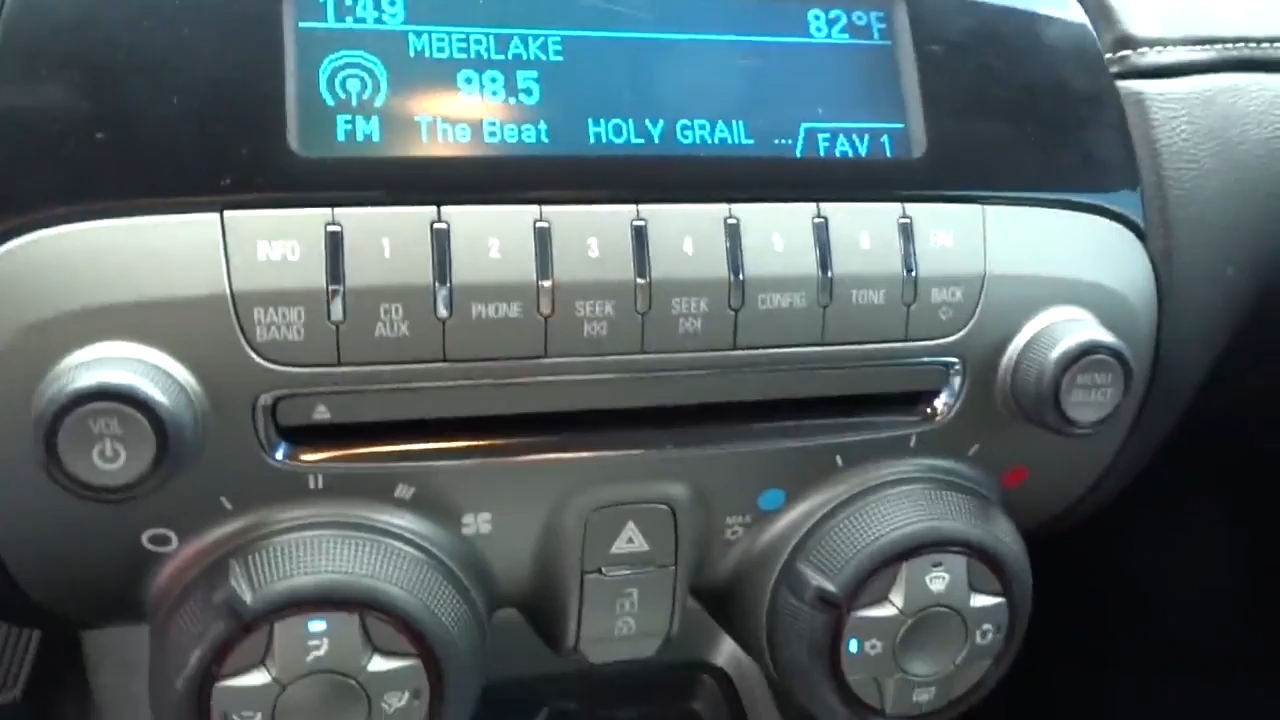 1:49 82°F
MBERLAKE
98.5
FM The Beat HOLY GRAIL ... FAV 1
INFO 1 2 3 4 5 6 FAV
RADIO BAND CD AUX PHONE SEEK SEEK CONFIG TONE BACK
VOL
MENU SELECT
MAX